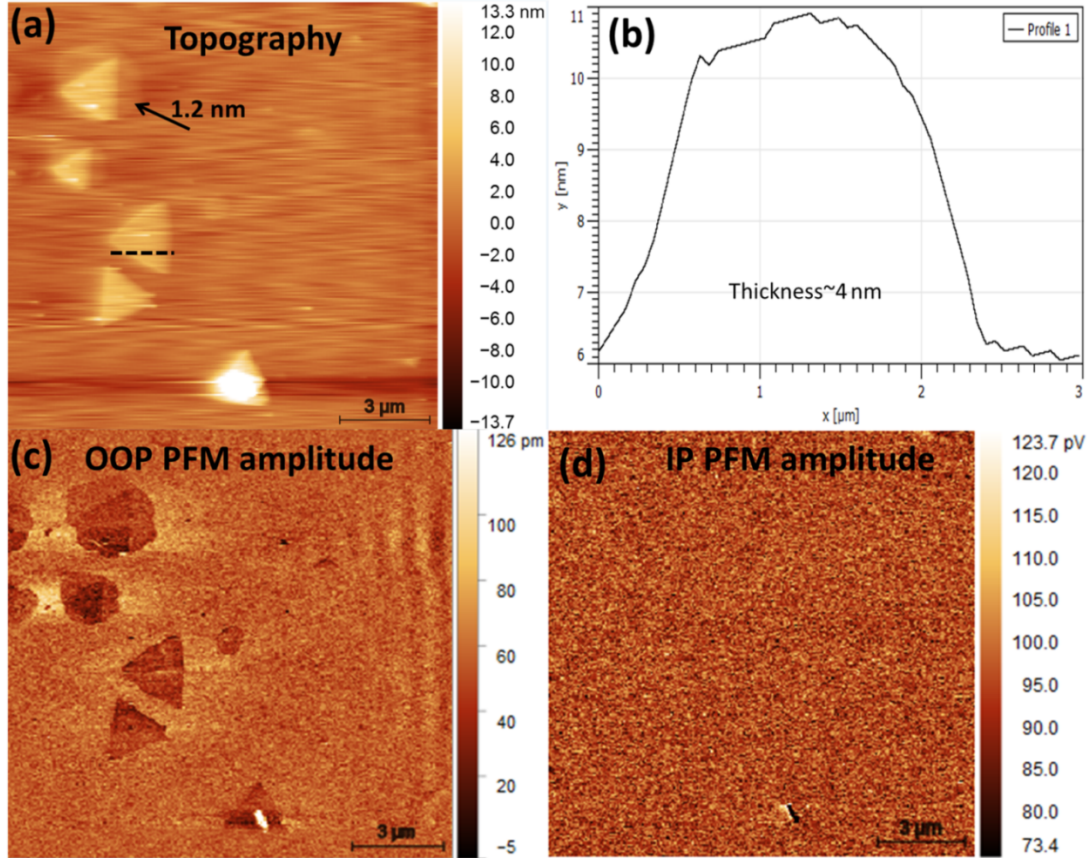 (a)
Topography
1.2 nm
3 µm
13.3 nm
12.0
10.0
8.0
6.0
4.0
2.0
0.0
−2.0
−4.0
−6.0
−8.0
−10.0
−13.7
(b)
Profile 1
11
10
9
8
7
6
y [nm]
Thickness~4 nm
0
1
2
3
x [µm]
(c) OOP PFM amplitude
3 µm
126 pm
100
80
60
40
20
−5
(d) IP PFM amplitude
3 µm
123.7 pV
120.0
115.0
110.0
105.0
100.0
95.0
90.0
85.0
80.0
73.4